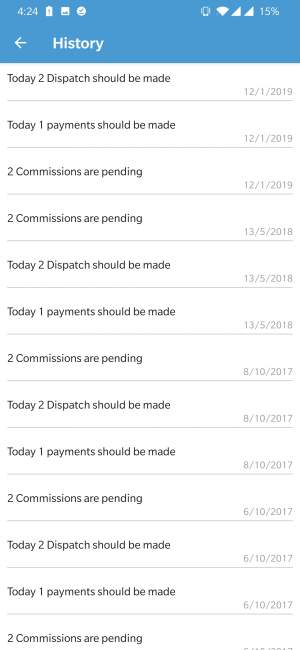 4:24
15%
History
Today 2 Dispatch should be made
12/1/2019
Today 1 payments should be made
12/1/2019
2 Commissions are pending
12/1/2019
2 Commissions are pending
13/5/2018
Today 2 Dispatch should be made
13/5/2018
Today 1 payments should be made
13/5/2018
2 Commissions are pending
8/10/2017
Today 2 Dispatch should be made
8/10/2017
Today 1 payments should be made
8/10/2017
2 Commissions are pending
6/10/2017
Today 2 Dispatch should be made
6/10/2017
Today 1 payments should be made
6/10/2017
2 Commissions are pending